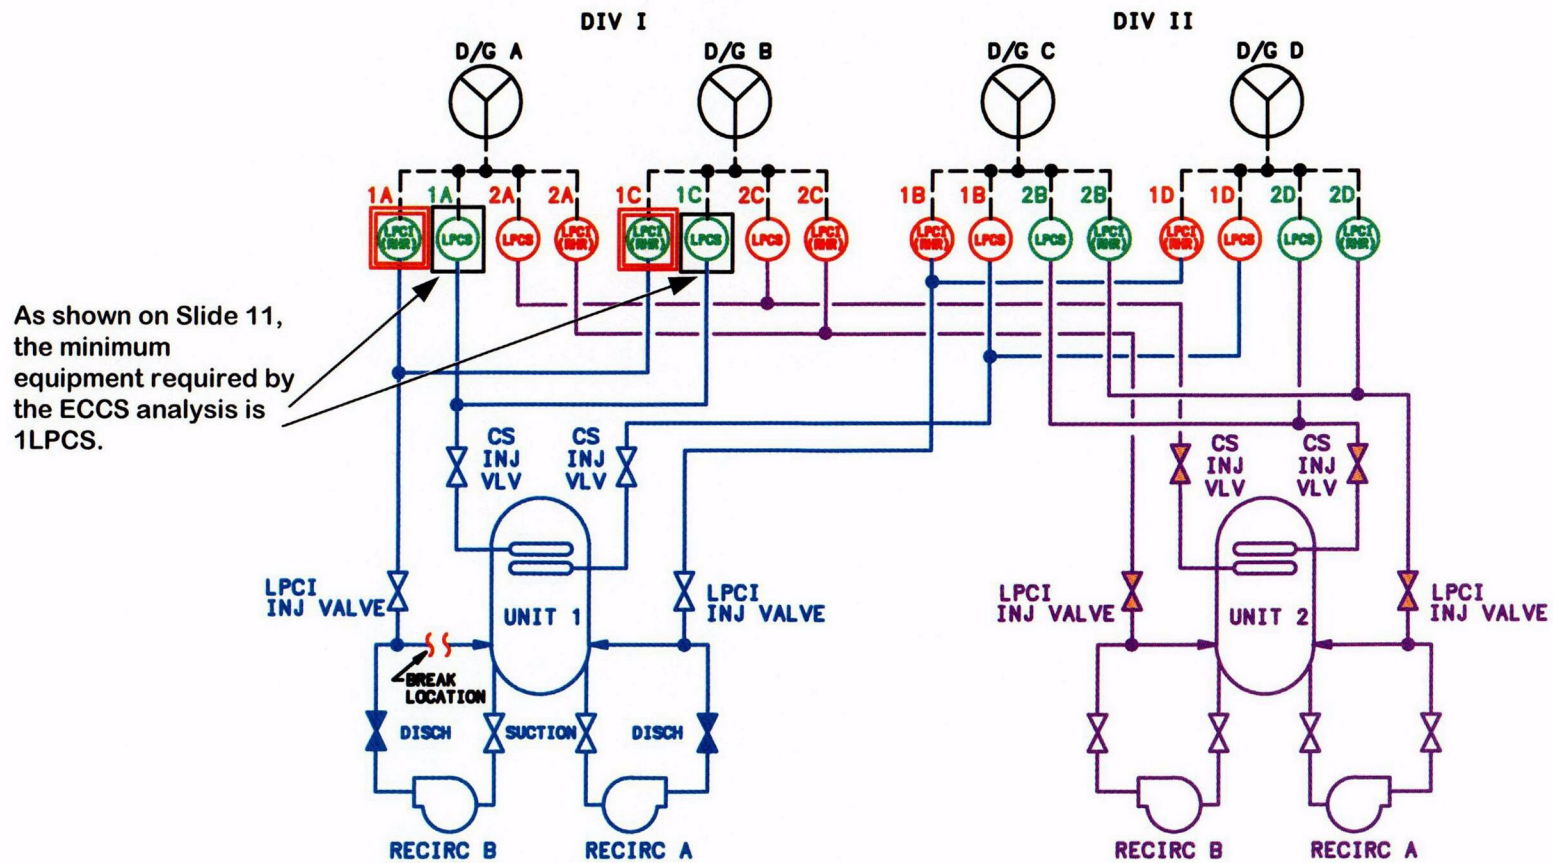 DIV I
DIV II
D/G A
D/G B
D/G C
D/G D
1A
1A
2A
2A
1C
1C
2C
2C
1B
1B
2B
2B
1D
1D
2D
2D
LPCI
(RHR)
LPCS
LPCS
LPCI
(RHR)
LPCI
(RHR)
LPCS
LPCS
LPCI
(RHR)
LPCI
(RHR)
LPCS
LPCS
LPCI
(RHR)
LPCI
(RHR)
LPCS
LPCS
LPCI
(RHR)
As shown on Slide 11,
the minimum
equipment required by
the ECCS analysis is
1LPCS.
CS
INJ
VLV
CS
INJ
VLV
CS
INJ
VLV
CS
INJ
VLV
LPCI
INJ VALVE
LPCI
INJ VALVE
LPCI
INJ VALVE
LPCI
INJ VALVE
UNIT 1
UNIT 2
BREAK
LOCATION
DISCH
SUCTION
DISCH
RECIRC B
RECIRC A
RECIRC B
RECIRC A